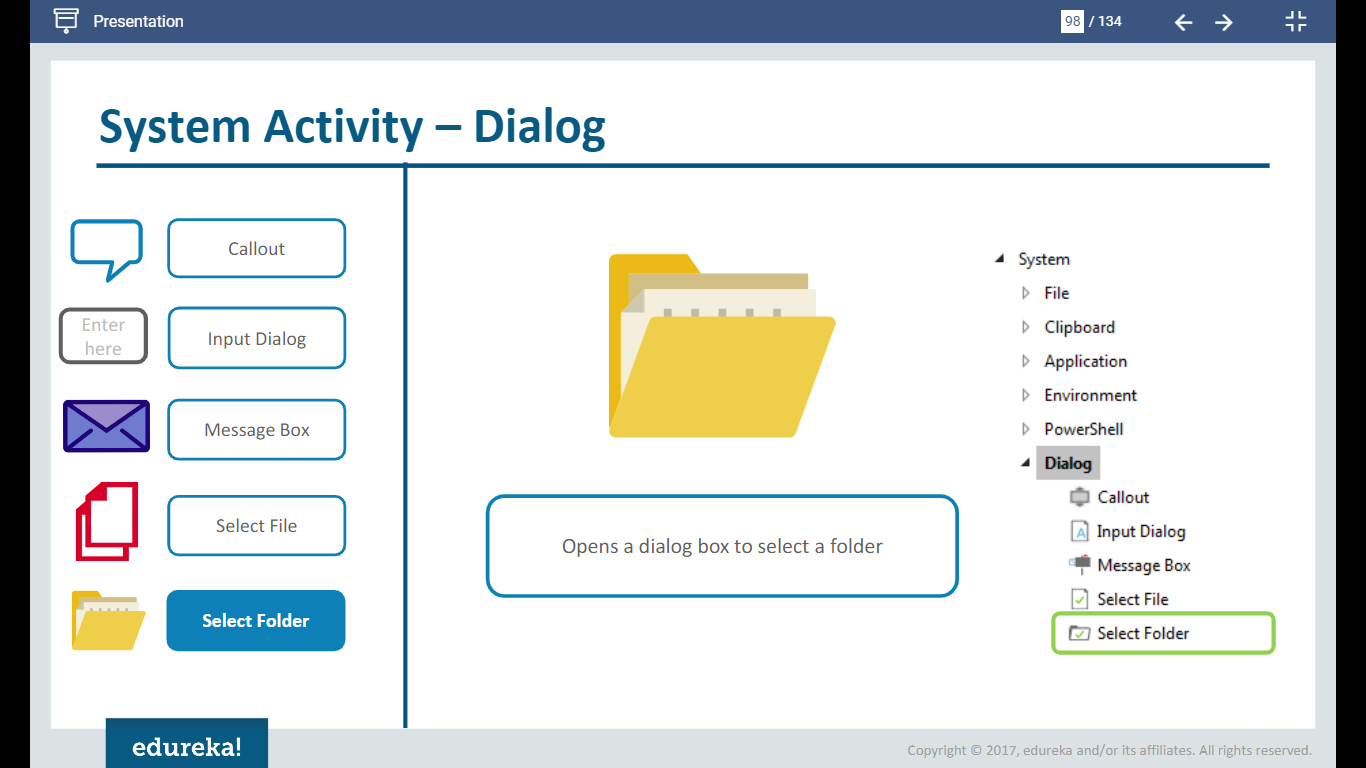 Presentation
98 / 134
System Activity – Dialog
Callout
Enter
here
Input Dialog
Message Box
Select File
Select Folder
Opens a dialog box to select a folder
System
File
Clipboard
Application
Environment
PowerShell
Dialog
Callout
Input Dialog
Message Box
Select File
Select Folder
edureka!
Copyright © 2017, edureka and/or its affiliates. All rights reserved.